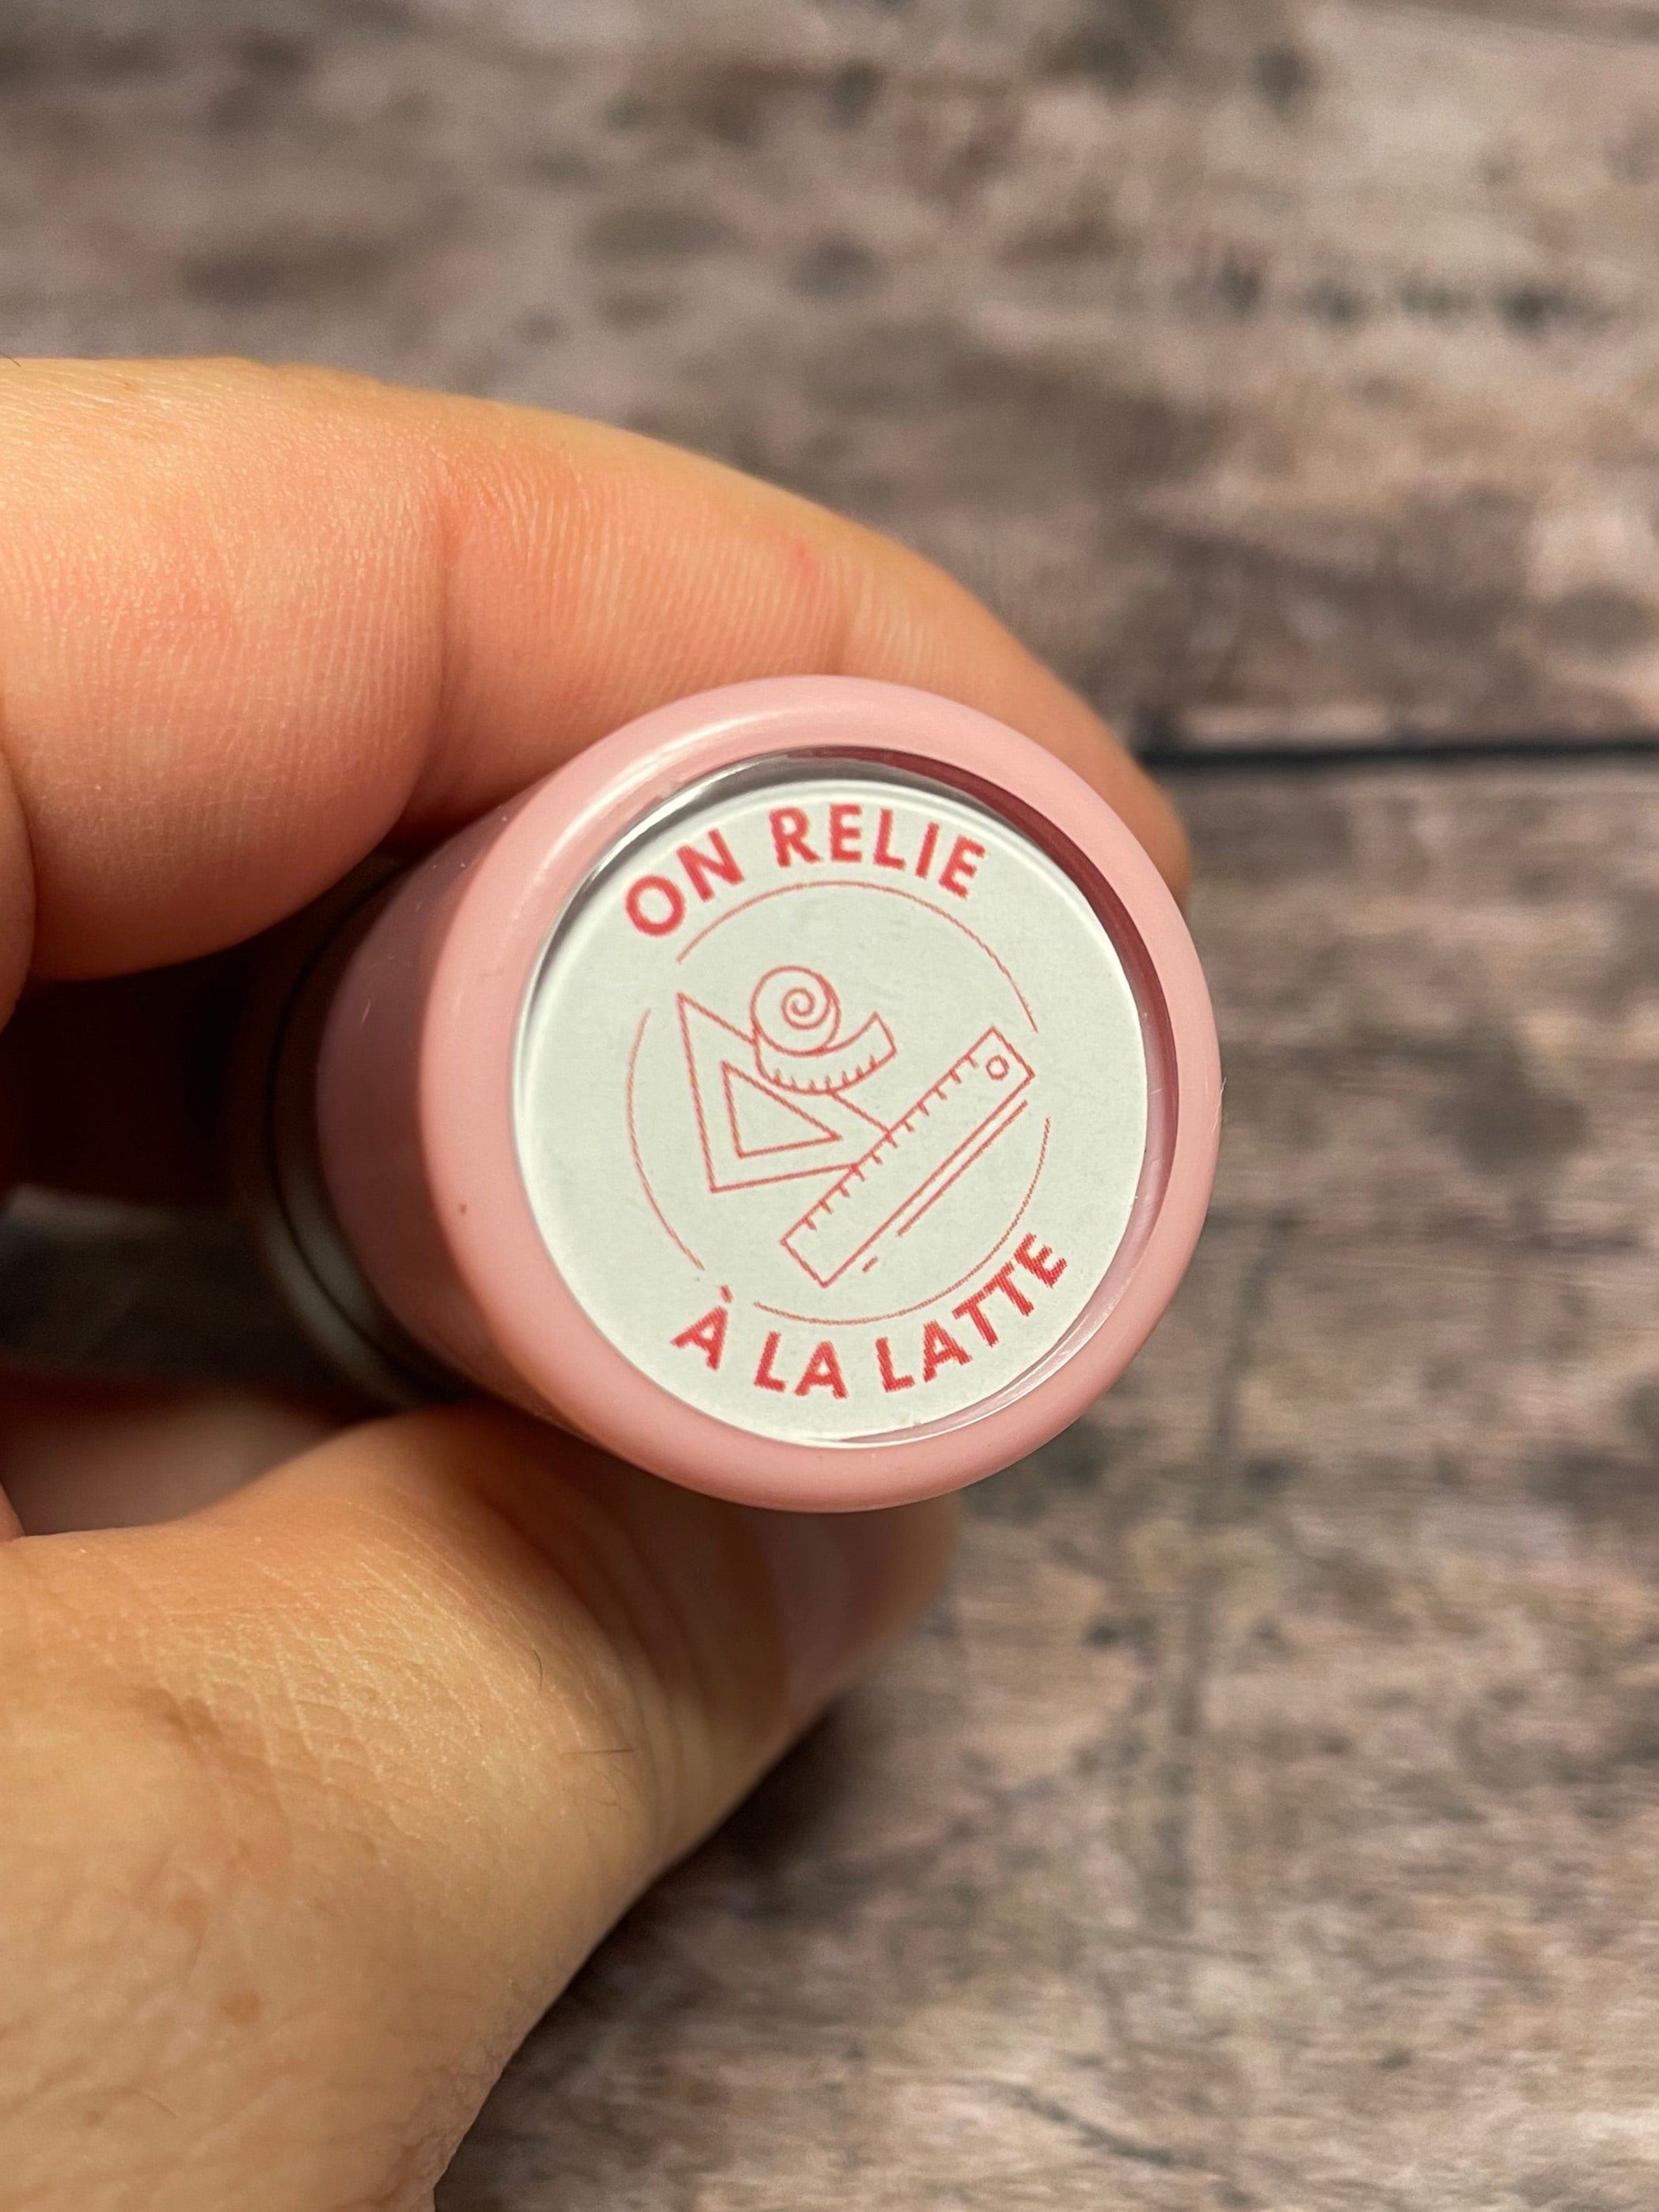 ON RELIE
À LA LATTE